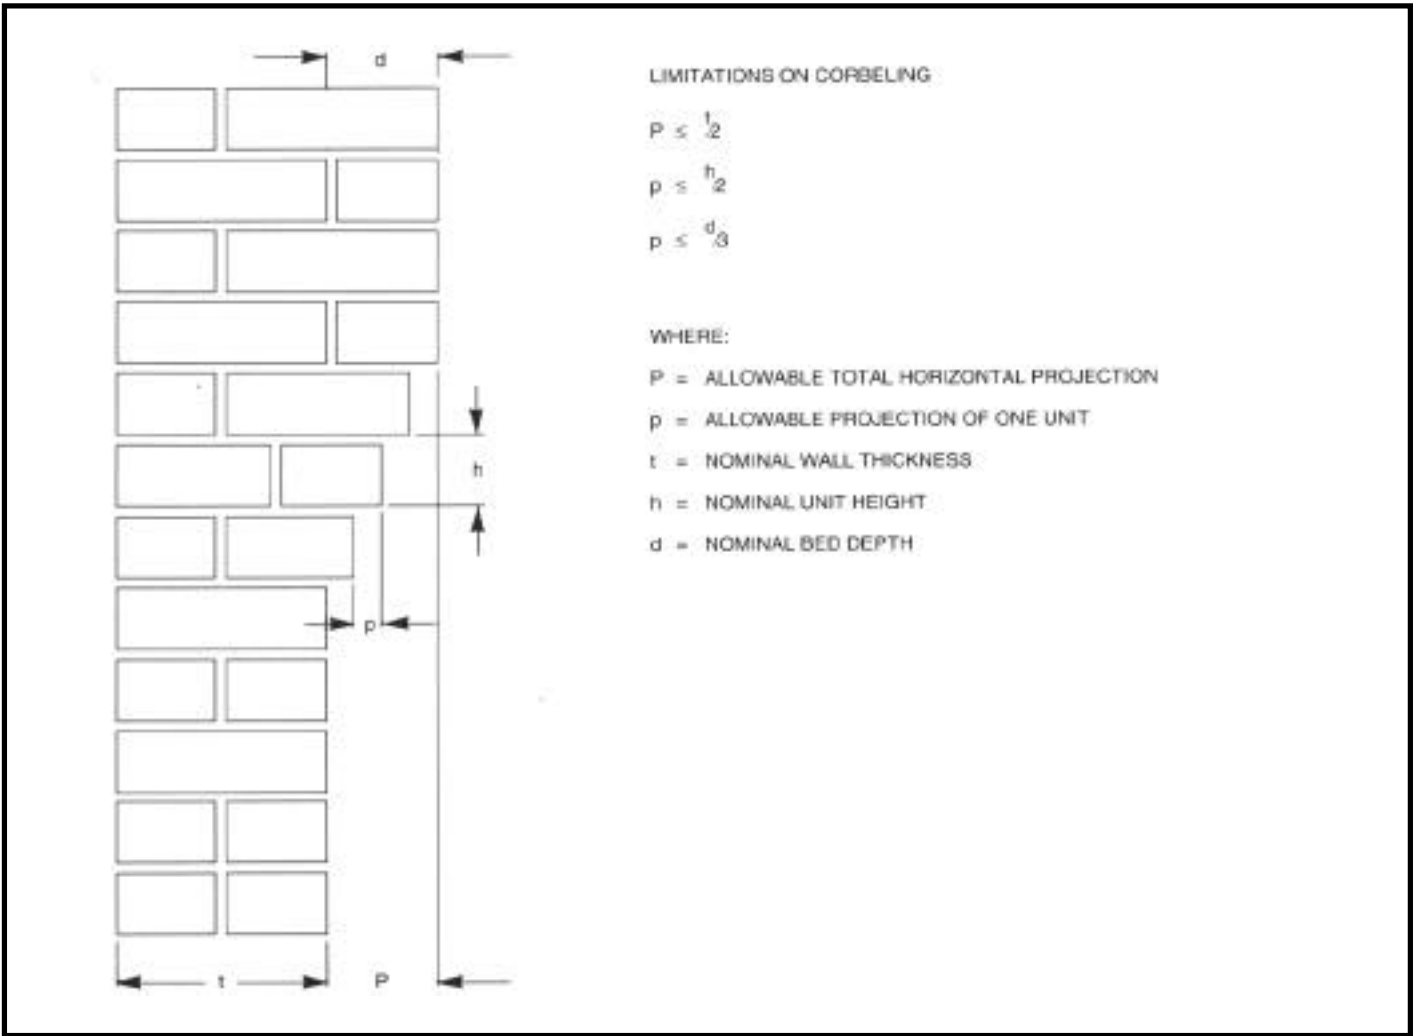 d
LIMITATIONS ON CORBELING
P ≤ t/2
p ≤ h/2
p ≤ d/3
WHERE:
P = ALLOWABLE TOTAL HORIZONTAL PROJECTION
p = ALLOWABLE PROJECTION OF ONE UNIT
t = NOMINAL WALL THICKNESS
h = NOMINAL UNIT HEIGHT
d = NOMINAL BED DEPTH
h
p
t
P